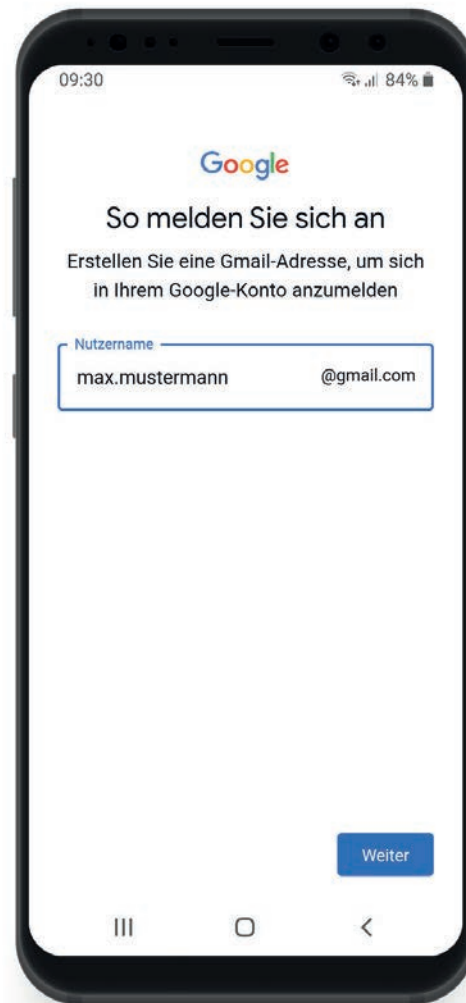 09:30 84%
Google
So melden Sie sich an
Erstellen Sie eine Gmail-Adresse, um sich
in Ihrem Google-Konto anzumelden
Nutzername
max.mustermann @gmail.com
Weiter